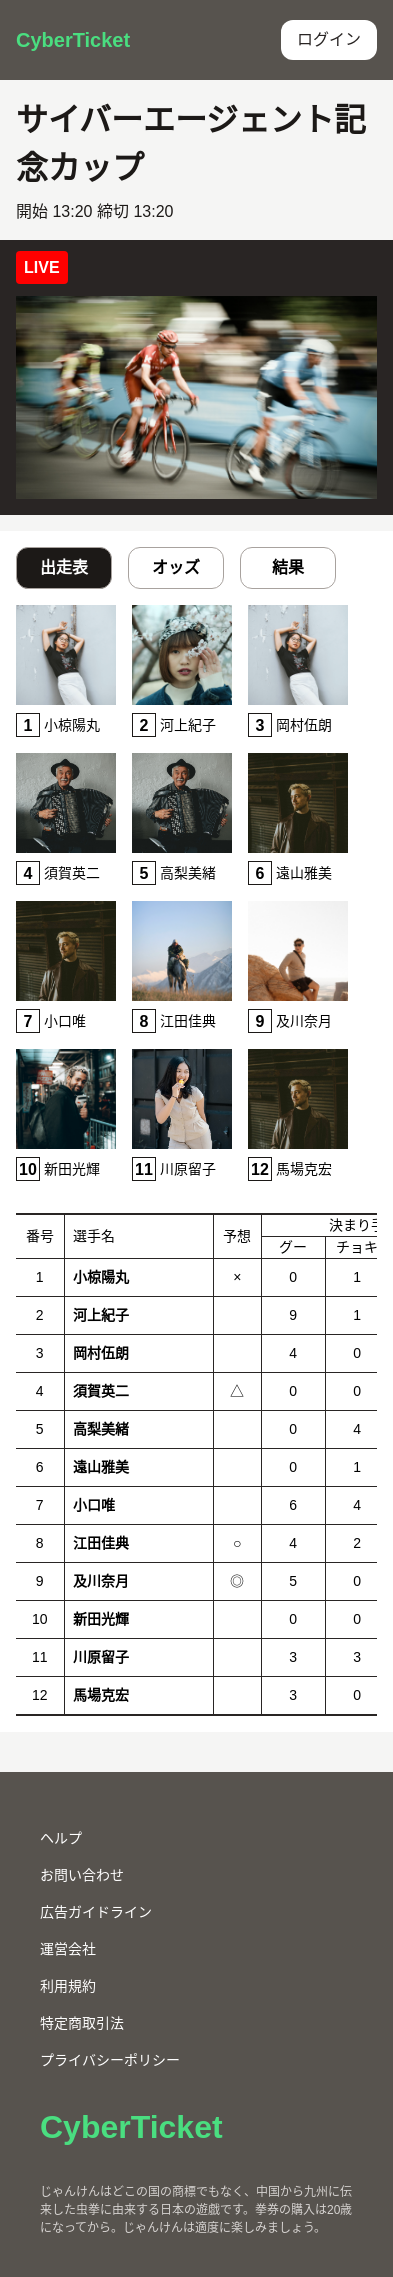 CyberTicket
ログイン
サイバーエージェント記
念カップ
開始 13:20 締切 13:20
LIVE
出走表 オッズ 結果
1 小椋陽丸 2 河上紀子 3 岡村伍朗
4 須賀英二 5 高梨美緒 6 遠山雅美
7 小口唯 8 江田佳典 9 及川奈月
10 新田光輝 11 川原留子 12 馬場克宏
番号 選手名 予想 決まり手
グー チョキ
1 小椋陽丸 × 0 1
2 河上紀子 9 1
3 岡村伍朗 4 0
4 須賀英二 △ 0 0
5 高梨美緒 0 4
6 遠山雅美 0 1
7 小口唯 6 4
8 江田佳典 ○ 4 2
9 及川奈月 ◎ 5 0
10 新田光輝 0 0
11 川原留子 3 3
12 馬場克宏 3 0
ヘルプ
お問い合わせ
広告ガイドライン
運営会社
利用規約
特定商取引法
プライバシーポリシー
CyberTicket
じゃんけんはどこの国の商標でもなく、中国から九州に伝
来した虫拳に由来する日本の遊戯です。拳券の購入は20歳
になってから。じゃんけんは適度に楽しみましょう。